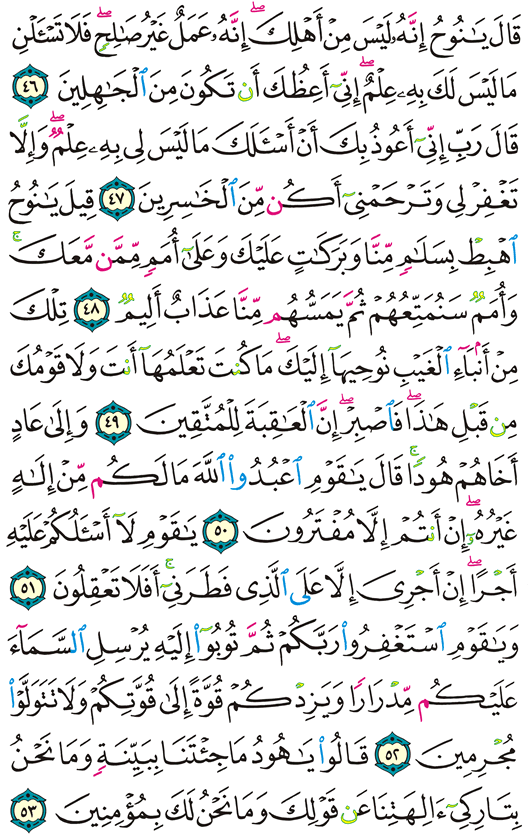 قَالَ يَـٰنُوحُ إِنَّهُۥ لَيْسَ مِنْ أَهْلِكَ ۖ إِنَّهُۥ عَمَلٌ غَيْرُ صَـٰلِحٍ ۖ فَلَا تَسْـَٔلْنِ
مَا لَيْسَ لَكَ بِهِۦ عِلْمٌ ۖ إِنِّىٓ أَعِظُكَ أَن تَكُونَ مِنَ ٱلْجَـٰهِلِينَ ٤٦
قَالَ رَبِّ إِنِّىٓ أَعُوذُ بِكَ أَنْ أَسْـَٔلَكَ مَا لَيْسَ لِى بِهِۦ عِلْمٌ ۖ وَإِلَّا
تَغْفِرْ لِى وَتَرْحَمْنِىٓ أَكُن مِّنَ ٱلْخَـٰسِرِينَ ٤٧ قِيلَ يَـٰنُوحُ
ٱهْبِطْ بِسَلَـٰمٍ مِّنَّا وَبَرَكَـٰتٍ عَلَيْكَ وَعَلَىٰٓ أُمَمٍ مِّمَّن مَّعَكَ ۚ
وَأُمَمٌ سَنُمَتِّعُهُمْ ثُمَّ يَمَسُّهُم مِّنَّا عَذَابٌ أَلِيمٌ ٤٨ تِلْكَ
مِنْ أَنۢبَآءِ ٱلْغَيْبِ نُوحِيهَآ إِلَيْكَ ۖ مَا كُنتَ تَعْلَمُهَآ أَنتَ وَلَا قَوْمُكَ
مِن قَبْلِ هَـٰذَا ۖ فَٱصْبِرْ ۖ إِنَّ ٱلْعَـٰقِبَةَ لِلْمُتَّقِينَ ٤٩ وَإِلَىٰ عَادٍ
أَخَاهُمْ هُودًا ۚ قَالَ يَـٰقَوْمِ ٱعْبُدُوا۟ ٱللَّهَ مَا لَكُم مِّنْ إِلَـٰهٍ
غَيْرُهُۥٓ ۖ إِنْ أَنتُمْ إِلَّا مُفْتَرُونَ ٥٠ يَـٰقَوْمِ لَآ أَسْـَٔلُكُمْ عَلَيْهِ
أَجْرًا ۖ إِنْ أَجْرِىَ إِلَّا عَلَى ٱلَّذِى فَطَرَنِىٓ ۚ أَفَلَا تَعْقِلُونَ ٥١
وَيَـٰقَوْمِ ٱسْتَغْفِرُوا۟ رَبَّكُمْ ثُمَّ تُوبُوٓا۟ إِلَيْهِ يُرْسِلِ ٱلسَّمَآءَ
عَلَيْكُم مِّدْرَارًا وَيَزِدْكُمْ قُوَّةً إِلَىٰ قُوَّتِكُمْ وَلَا تَتَوَلَّوْا۟
مُجْرِمِينَ ٥٢ قَالُوا۟ يَـٰهُودُ مَا جِئْتَنَا بِبَيِّنَةٍ وَمَا نَحْنُ
بِتَارِكِىٓ ءَالِهَتِنَا عَن قَوْلِكَ وَمَا نَحْنُ لَكَ بِمُؤْمِنِينَ ٥٣